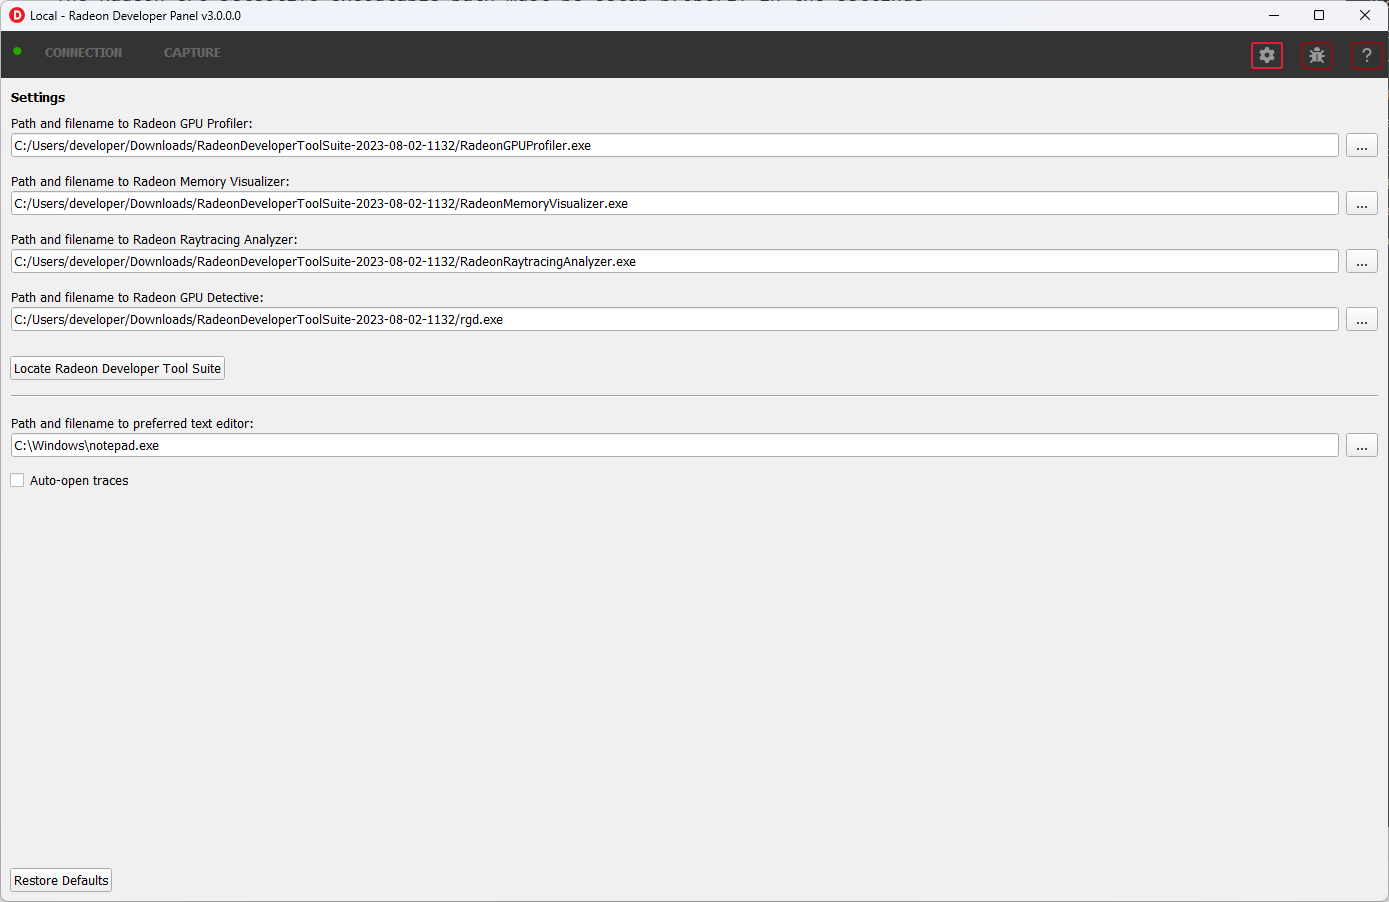 Local - Radeon Developer Panel v3.0.0.0
CONNECTION CAPTURE ?
Settings
Path and filename to Radeon GPU Profiler:
C:/Users/developer/Downloads/RadeonDeveloperToolSuite-2023-08-02-1132/RadeonGPUProfiler.exe ...
Path and filename to Radeon Memory Visualizer:
C:/Users/developer/Downloads/RadeonDeveloperToolSuite-2023-08-02-1132/RadeonMemoryVisualizer.exe ...
Path and filename to Radeon Raytracing Analyzer:
C:/Users/developer/Downloads/RadeonDeveloperToolSuite-2023-08-02-1132/RadeonRaytracingAnalyzer.exe ...
Path and filename to Radeon GPU Detective:
C:/Users/developer/Downloads/RadeonDeveloperToolSuite-2023-08-02-1132/rgd.exe ...
Locate Radeon Developer Tool Suite
Path and filename to preferred text editor:
C:\Windows\notepad.exe ...
Auto-open traces
Restore Defaults